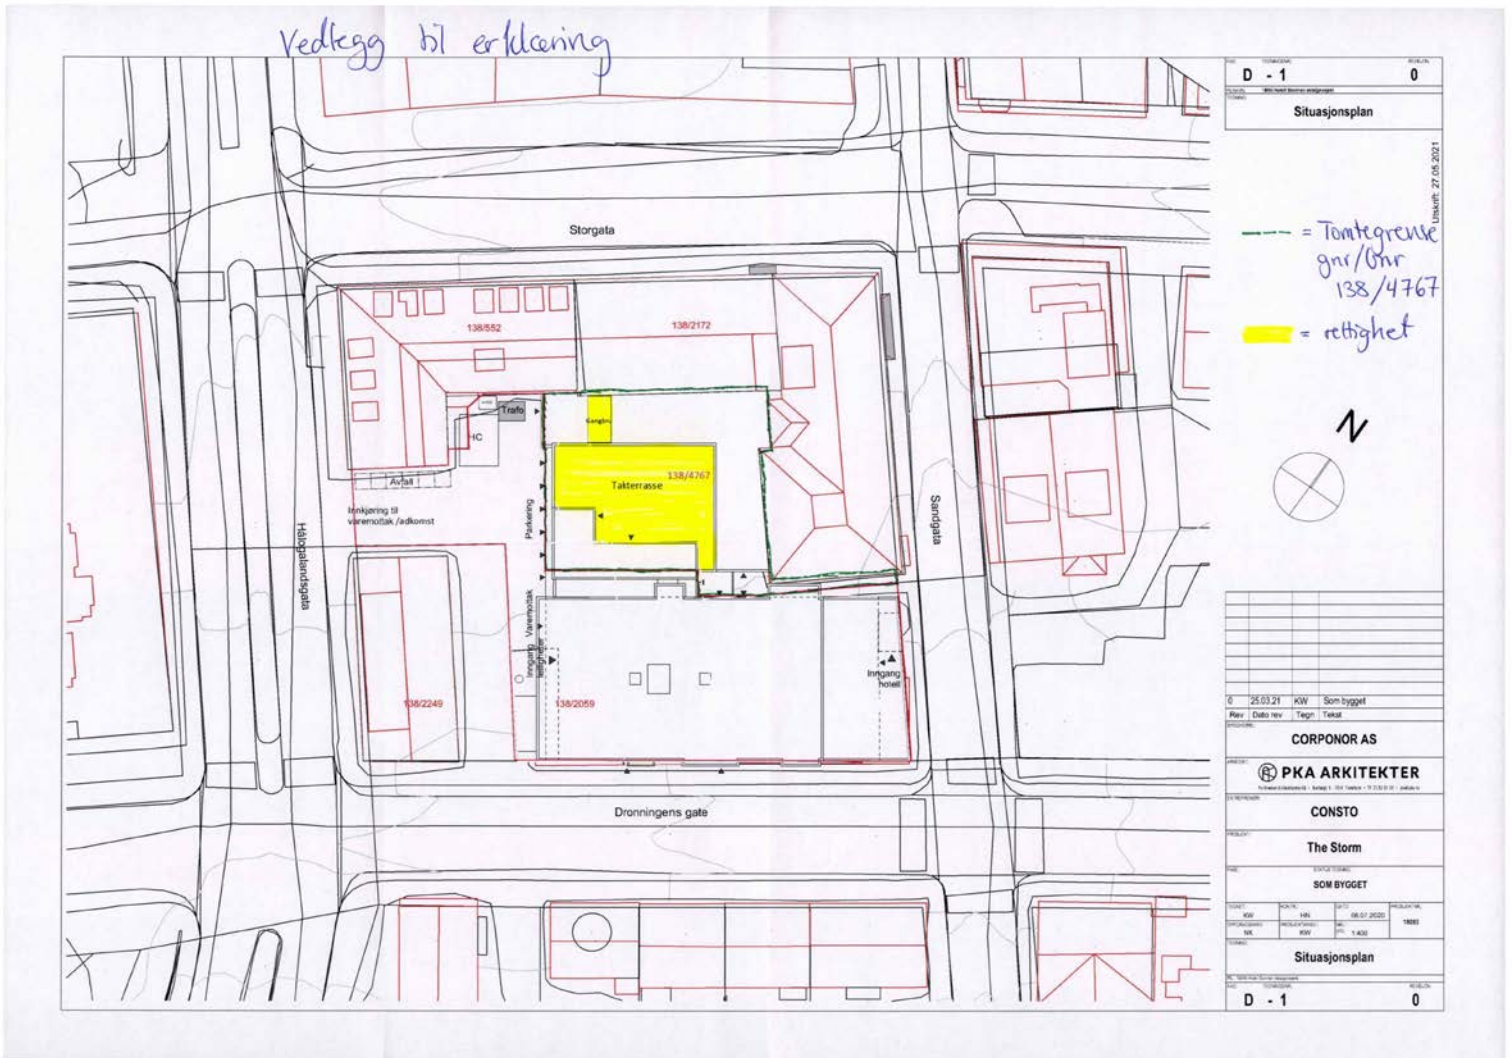 Vedlegg til erklæring
D - 1
0
Situasjonsplan
Utskrift: 27.05.2021
= Tomtegrense
gnr/bnr
138/4767
= rettighet
N
Storgata
138/552
138/2172
Trafo
HC
Avfall
Innkjøring til
varemottak /adkomst
138/4767
Takterrasse
Parkering
Hålogalandsgata
Sandgata
Varemottak
Inngang
leiligheter
Inngang
hotell
138/2249
138/2059
Dronningens gate
0 25.03.21 KW Som bygget
Rev Dato rev Tegn Tekst
CORPONOR AS
PKA ARKITEKTER
CONSTO
The Storm
SOM BYGGET
KW HN 06.07.2020
NK KW 1:400
Situasjonsplan
D - 1
0